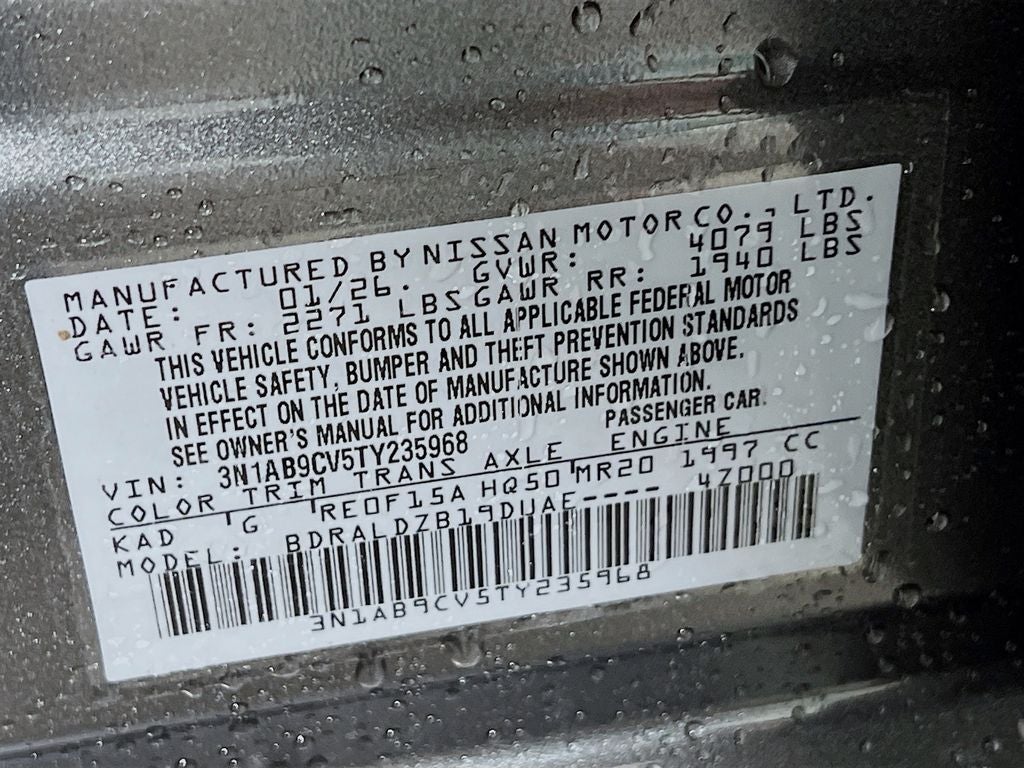 MANUFACTURED BY NISSAN MOTOR CO., LTD.
DATE: 01/26. GVWR: 4079 LBS
GAWR FR: 2271 LBS GAWR RR: 1940 LBS
THIS VEHICLE CONFORMS TO ALL APPLICABLE FEDERAL MOTOR
VEHICLE SAFETY, BUMPER AND THEFT PREVENTION STANDARDS
IN EFFECT ON THE DATE OF MANUFACTURE SHOWN ABOVE.
SEE OWNER'S MANUAL FOR ADDITIONAL INFORMATION.
VIN: 3N1AB9CV5TY235968 PASSENGER CAR.
COLOR TRIM TRANS AXLE ENGINE
KAD G RE0F15A HQ50 MR20 1997 CC
MODEL: BDRALDZB19DUAE---- 47000
3N1AB9CV5TY235968